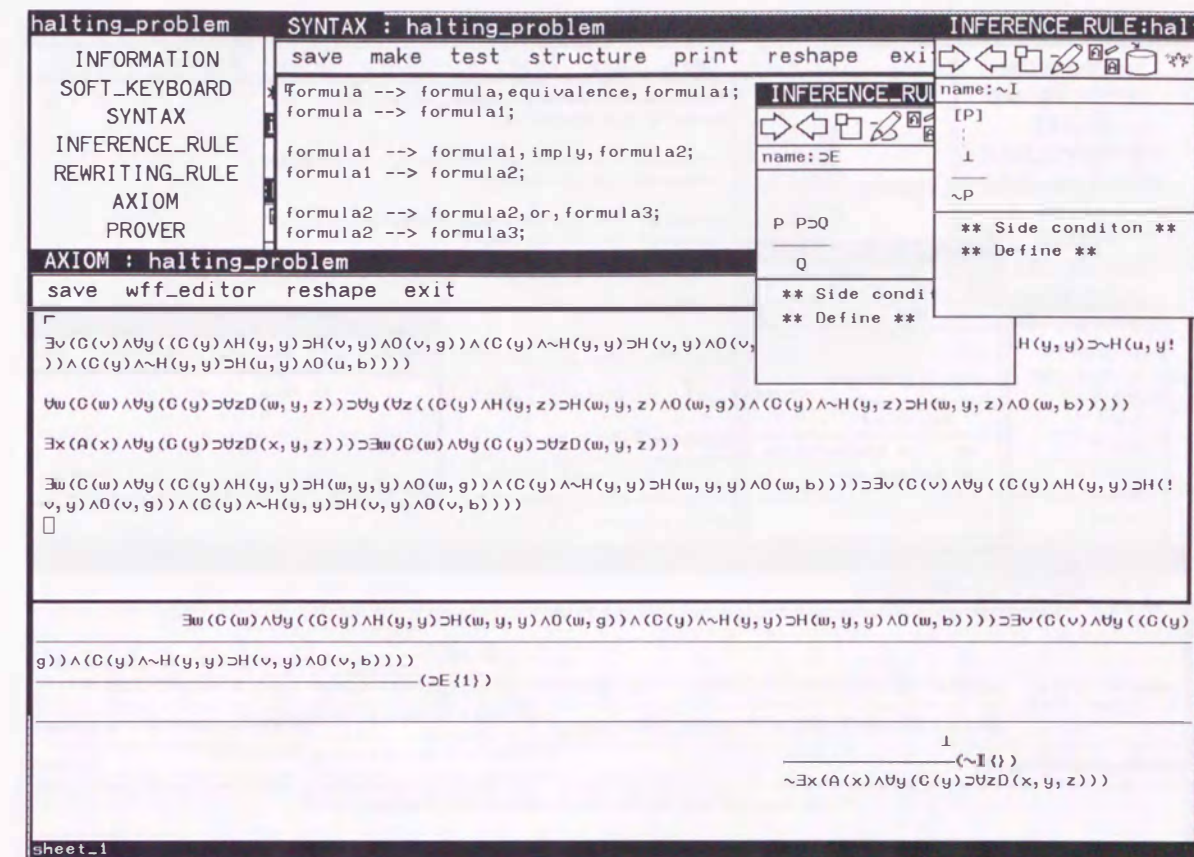 halting_problem
INFORMATION
SOFT_KEYBOARD
SYNTAX
INFERENCE_RULE
REWRITING_RULE
AXIOM
PROVER
SYNTAX : halting_problem
save make test structure print reshape exi
formula --> formula,equivalence,formula1;
formula --> formula1;
formula1 --> formula1,imply,formula2;
formula1 --> formula2;
formula2 --> formula2,or,formula3;
formula2 --> formula3;
INFERENCE_RUL
name:⊃E
P P⊃Q
Q
** Side condit
** Define **
INFERENCE_RULE:hal
name:~I
[P]
⊥
~P
** Side conditon **
** Define **
AXIOM : halting_problem
save wff_editor reshape exit
∃v(C(v)∧∀y((C(y)∧H(y,y)⊃H(v,y)∧O(v,g))∧(C(y)∧~H(y,y)⊃H(v,y)∧O(v,
H(y,y)⊃~H(u,y!
))∧(C(y)∧~H(y,y)⊃H(u,y)∧O(u,b))))
∀w(C(w)∧∀y(C(y)⊃∀zD(w,y,z))⊃∀y(∀z((C(y)∧H(y,z)⊃H(w,y,z)∧O(w,g))∧(C(y)∧~H(y,z)⊃H(w,y,z)∧O(w,b)))))
∃x(A(x)∧∀y(C(y)⊃∀zD(x,y,z)))⊃∃w(C(w)∧∀y(C(y)⊃∀zD(w,y,z)))
∃w(C(w)∧∀y((C(y)∧H(y,y)⊃H(w,y,y)∧O(w,g))∧(C(y)∧~H(y,y)⊃H(w,y,y)∧O(w,b))))⊃∃v(C(v)∧∀y((C(y)∧H(y,y)⊃H(!
v,y)∧O(v,g))∧(C(y)∧~H(y,y)⊃H(v,y)∧O(v,b))))
∃w(C(w)∧∀y((C(y)∧H(y,y)⊃H(w,y,y)∧O(w,g))∧(C(y)∧~H(y,y)⊃H(w,y,y)∧O(w,b))))⊃∃v(C(v)∧∀y((C(y)
g))∧(C(y)∧~H(y,y)⊃H(v,y)∧O(v,b))))
(⊃E{1})
⊥
(~I{})
~∃x(A(x)∧∀y(C(y)⊃∀zD(x,y,z)))
sheet_1